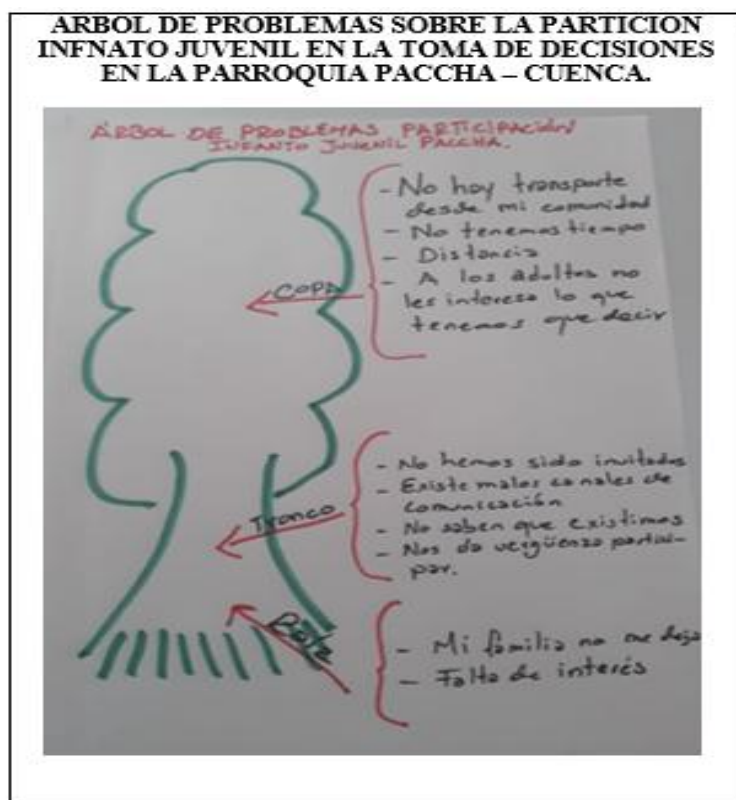 ARBOL DE PROBLEMAS SOBRE LA PARTICION
INFNATO JUVENIL EN LA TOMA DE DECISIONES
EN LA PARROQUIA PACCHA – CUENCA.
ÁRBOL DE PROBLEMAS PARTICIPACIÓN
INFANTO JUVENIL PACCHA.
- No hay transporte
desde mi comunidad
- No tenemos tiempo
- Distancia
- A los adultos no
les interesa lo que
tenemos que decir
COPA
- No hemos sido invitados
- Existe malos canales de
comunicación
- No saben que existimos
- Nos da vergüenza partici-
par.
Tronco
- Mi familia no me deja
- Falta de interés
Raíz